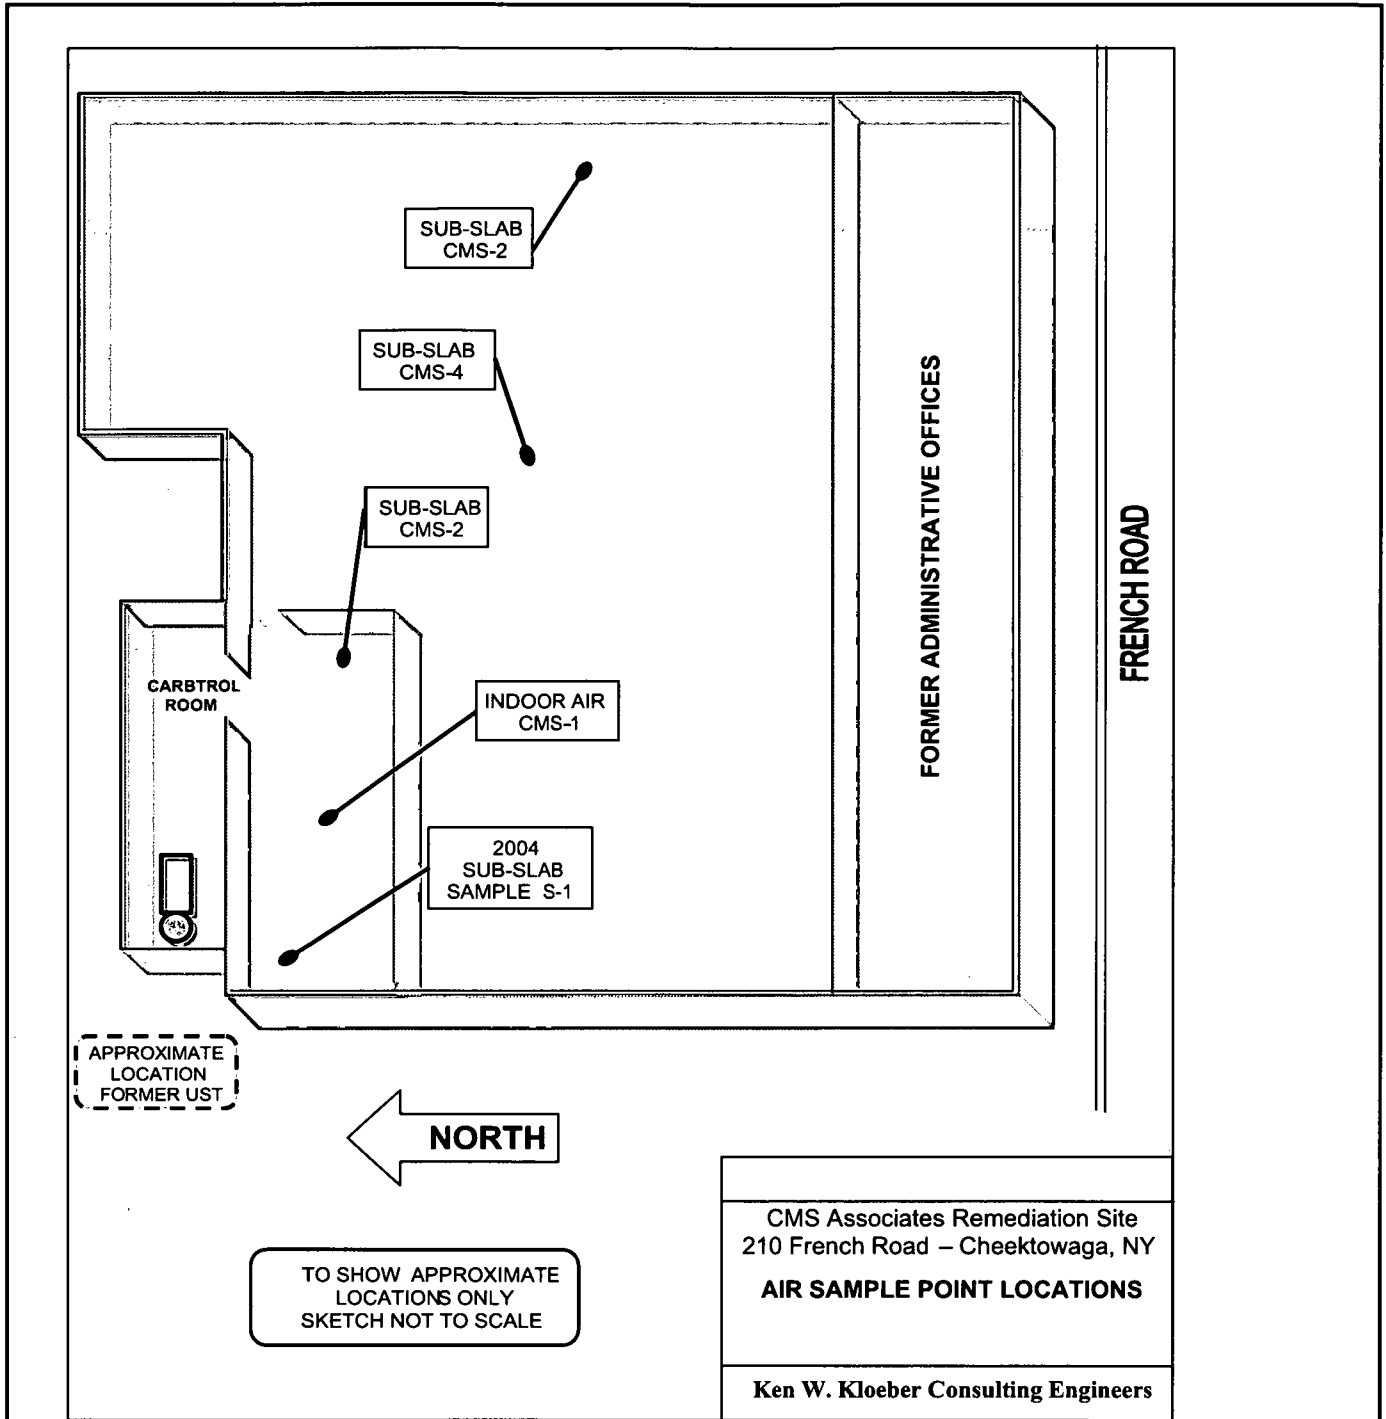 SUB-SLAB
CMS-2
SUB-SLAB
CMS-4
SUB-SLAB
CMS-2
CARBTROL
ROOM
INDOOR AIR
CMS-1
2004
SUB-SLAB
SAMPLE S-1
FORMER ADMINISTRATIVE OFFICES
FRENCH ROAD
APPROXIMATE
LOCATION
FORMER UST
NORTH
TO SHOW APPROXIMATE
LOCATIONS ONLY
SKETCH NOT TO SCALE
CMS Associates Remediation Site
210 French Road – Cheektowaga, NY
AIR SAMPLE POINT LOCATIONS
Ken W. Kloeber Consulting Engineers